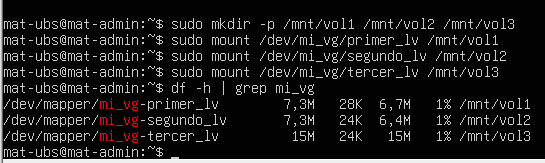 mat-ubs@mat-admin:~$ sudo mkdir -p /mnt/vol1 /mnt/vol2 /mnt/vol3
mat-ubs@mat-admin:~$ sudo mount /dev/mi_vg/primer_lv /mnt/vol1
mat-ubs@mat-admin:~$ sudo mount /dev/mi_vg/segundo_lv /mnt/vol2
mat-ubs@mat-admin:~$ sudo mount /dev/mi_vg/tercer_lv /mnt/vol3
mat-ubs@mat-admin:~$ df -h | grep mi_vg
/dev/mapper/mi_vg-primer_lv 7,3M 28K 6,7M 1% /mnt/vol1
/dev/mapper/mi_vg-segundo_lv 7,3M 24K 6,4M 1% /mnt/vol2
/dev/mapper/mi_vg-tercer_lv 15M 24K 15M 1% /mnt/vol3
mat-ubs@mat-admin:~$ _